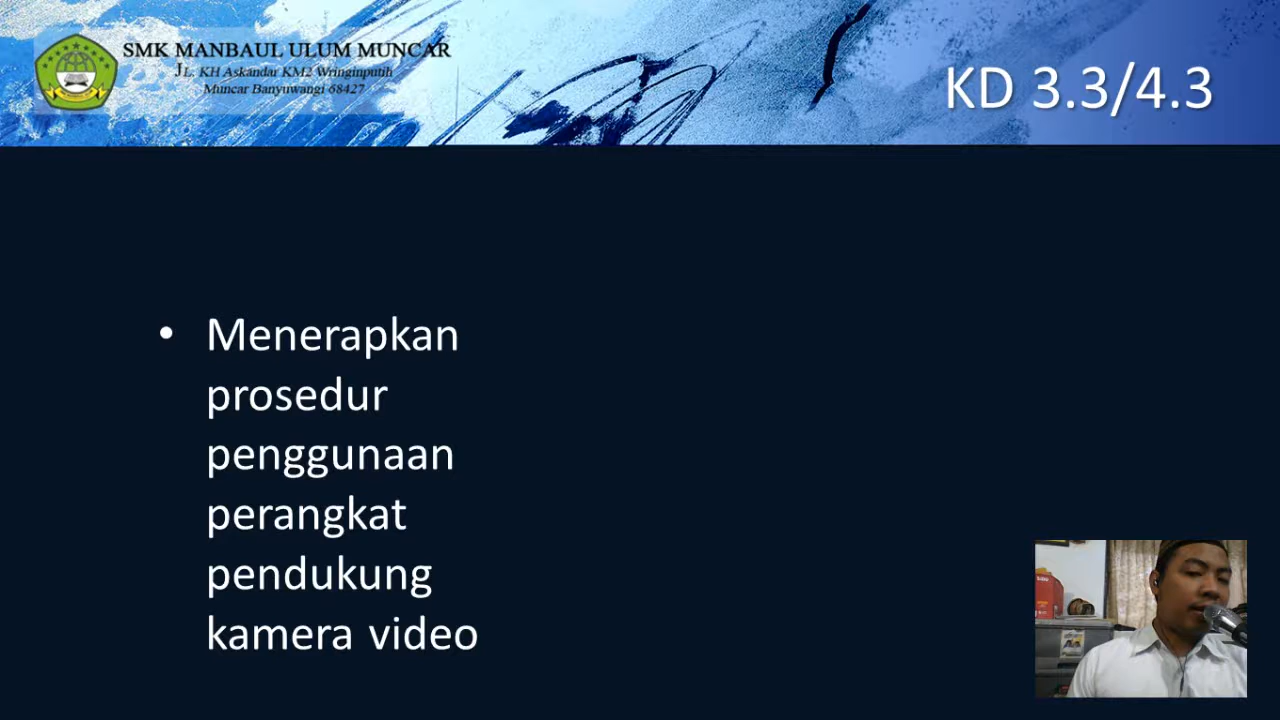 SMK MANBAUL ULUM MUNCAR
JL. KH Askandar KM2 Wringinputih
Muncar Banyuwangi 68427
KD 3.3/4.3
• Menerapkan
prosedur
penggunaan
perangkat
pendukung
kamera video